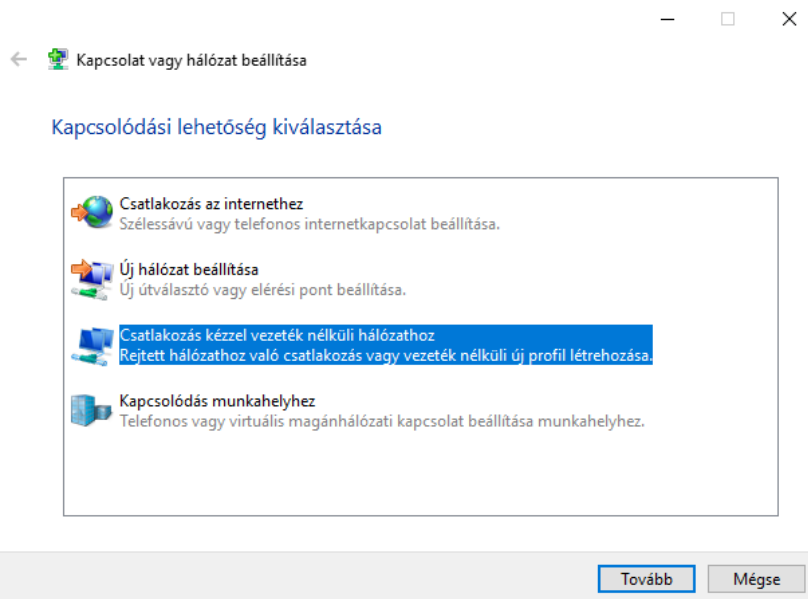 Kapcsolat vagy hálózat beállítása
Kapcsolódási lehetőség kiválasztása
Csatlakozás az internethez
Szélessávú vagy telefonos internetkapcsolat beállítása.
Új hálózat beállítása
Új útválasztó vagy elérési pont beállítása.
Csatlakozás kézzel vezeték nélküli hálózathoz
Rejtett hálózathoz való csatlakozás vagy vezeték nélküli új profil létrehozása.
Kapcsolódás munkahelyhez
Telefonos vagy virtuális magánhálózati kapcsolat beállítása munkahelyhez.
Tovább
Mégse